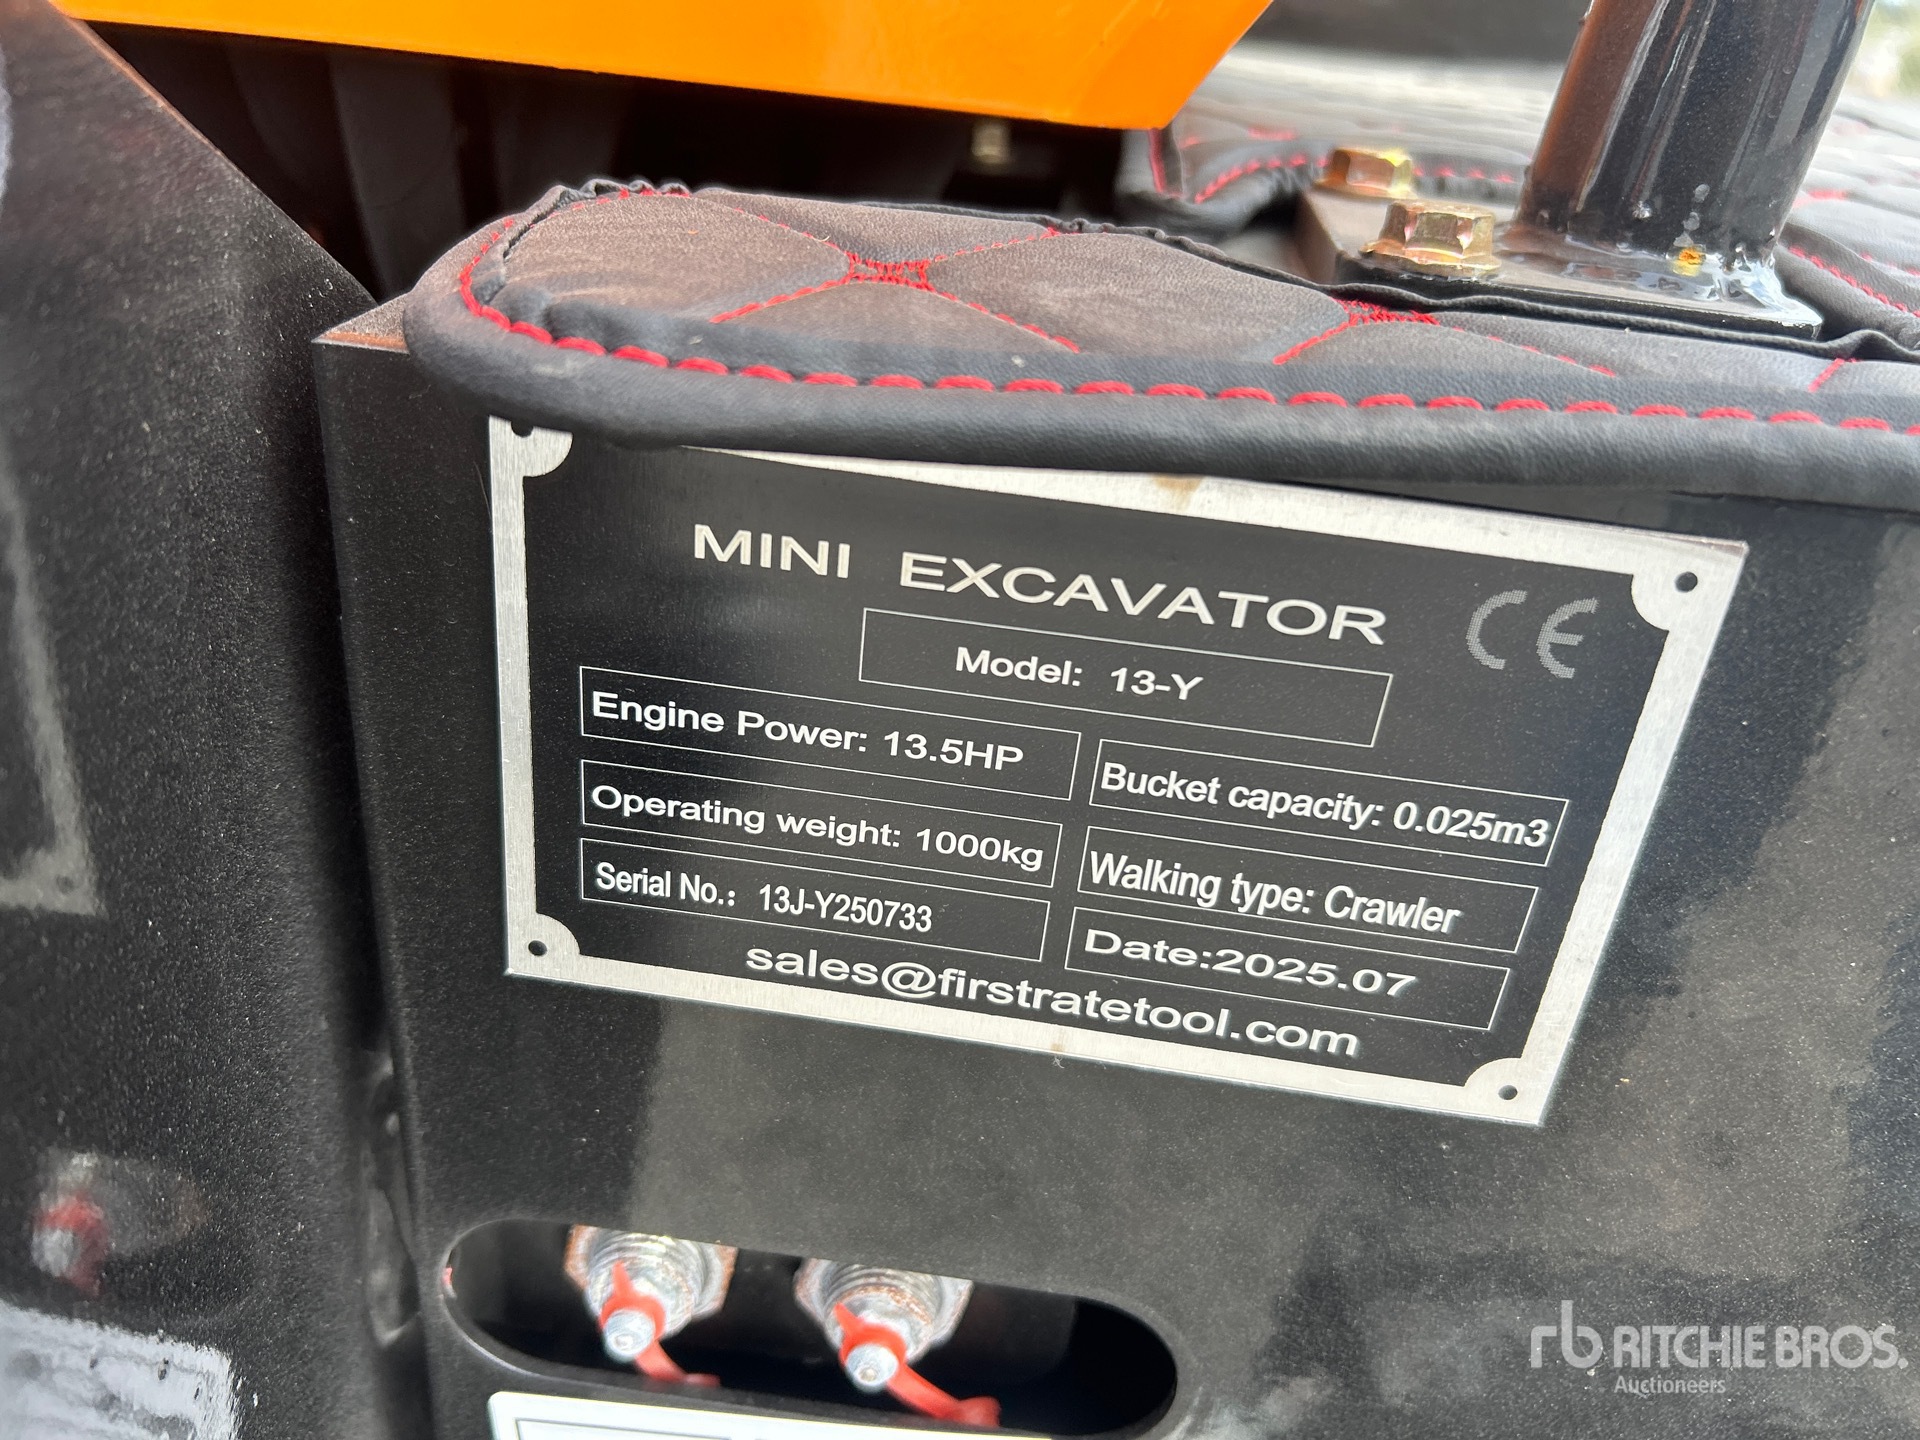 MINI EXCAVATOR
CE
Model: 13-Y
Engine Power: 13.5HP
Bucket capacity: 0.025m3
Operating weight: 1000kg
Walking type: Crawler
Serial No.: 13J-Y250733
Date:2025.07
sales@firstratetool.com
rb RITCHIE BROS.
Auctioneers